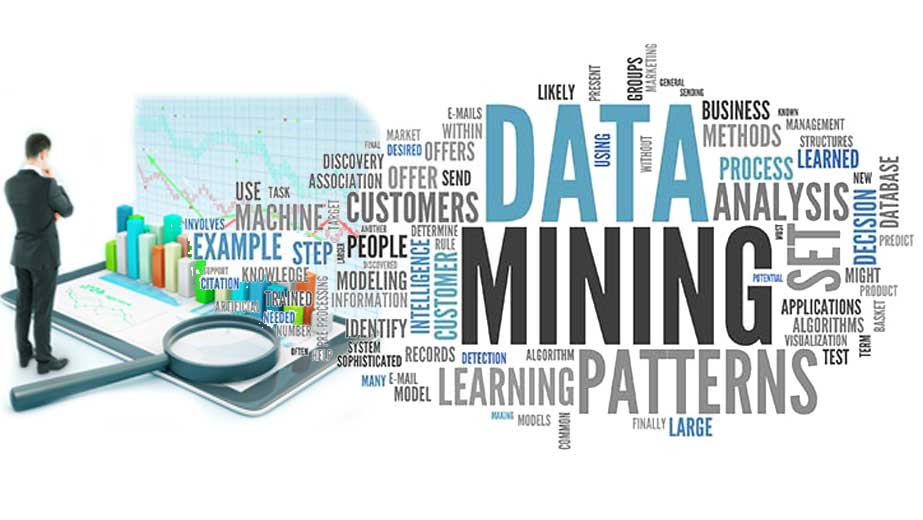 LIKELY
PRESENT
GROUPS
MARKETING
GENERAL
SENDING
E-MAILS
DATA
BUSINESS
KNOWN
WITHIN
MARKET
USING
WITHOUT
METHODS
MANAGEMENT
STRUCTURES
FINAL
DESIRED
OFFERS
DISCOVERY
PROCESS
LEARNED
ASSOCIATION
OFFER
SEND
NEW
DATABASE
USE
TASK
MACHINE
TARGET
CUSTOMERS
ANALYSIS
INVOLVES
ANOTHER
DETERMINE
MUST
SET
DECISION
PREDICT
EXAMPLE
STEP
LARGER
PEOPLE
RULE
MINING
SUPPORT
DISCOVERED
INTELLIGENCE
CUSTOMER
CITATION
KNOWLEDGE
MODELING
POTENTIAL
MIGHT
PRODUCT
TRAINED
PRE-PROCESSING
INFORMATION
APPLICATIONS
BASKET
ARTIFICIAL
NEEDED
NUMBER
IDENTIFY
ALGORITHMS
TERM
VISUALIZATION
OFTEN
HELP
SYSTEM
SOPHISTICATED
RECORDS
DETECTION
ALGORITHM
TEST
MANY
E-MAIL
MODEL
LEARNING
PATTERNS
MAKING
MODELS
COMMON
FINALLY
LARGE